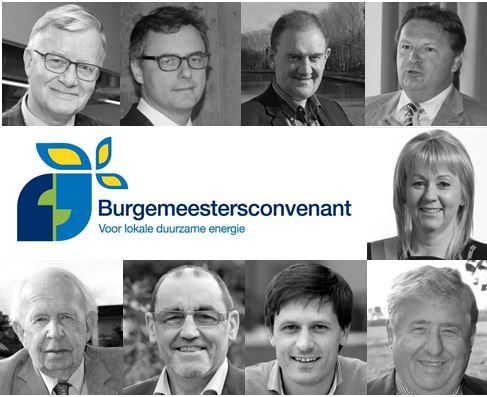 Burgemeestersconvenant
Voor lokale duurzame energie